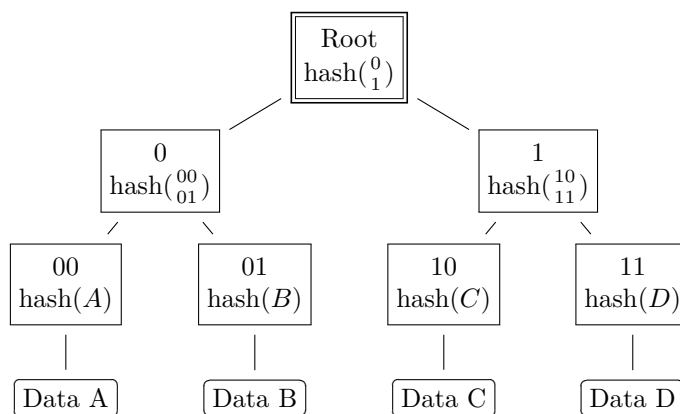 Root
hash(0 1)
0
hash(00 01)
1
hash(10 11)
00
hash(A)
01
hash(B)
10
hash(C)
11
hash(D)
Data A
Data B
Data C
Data D